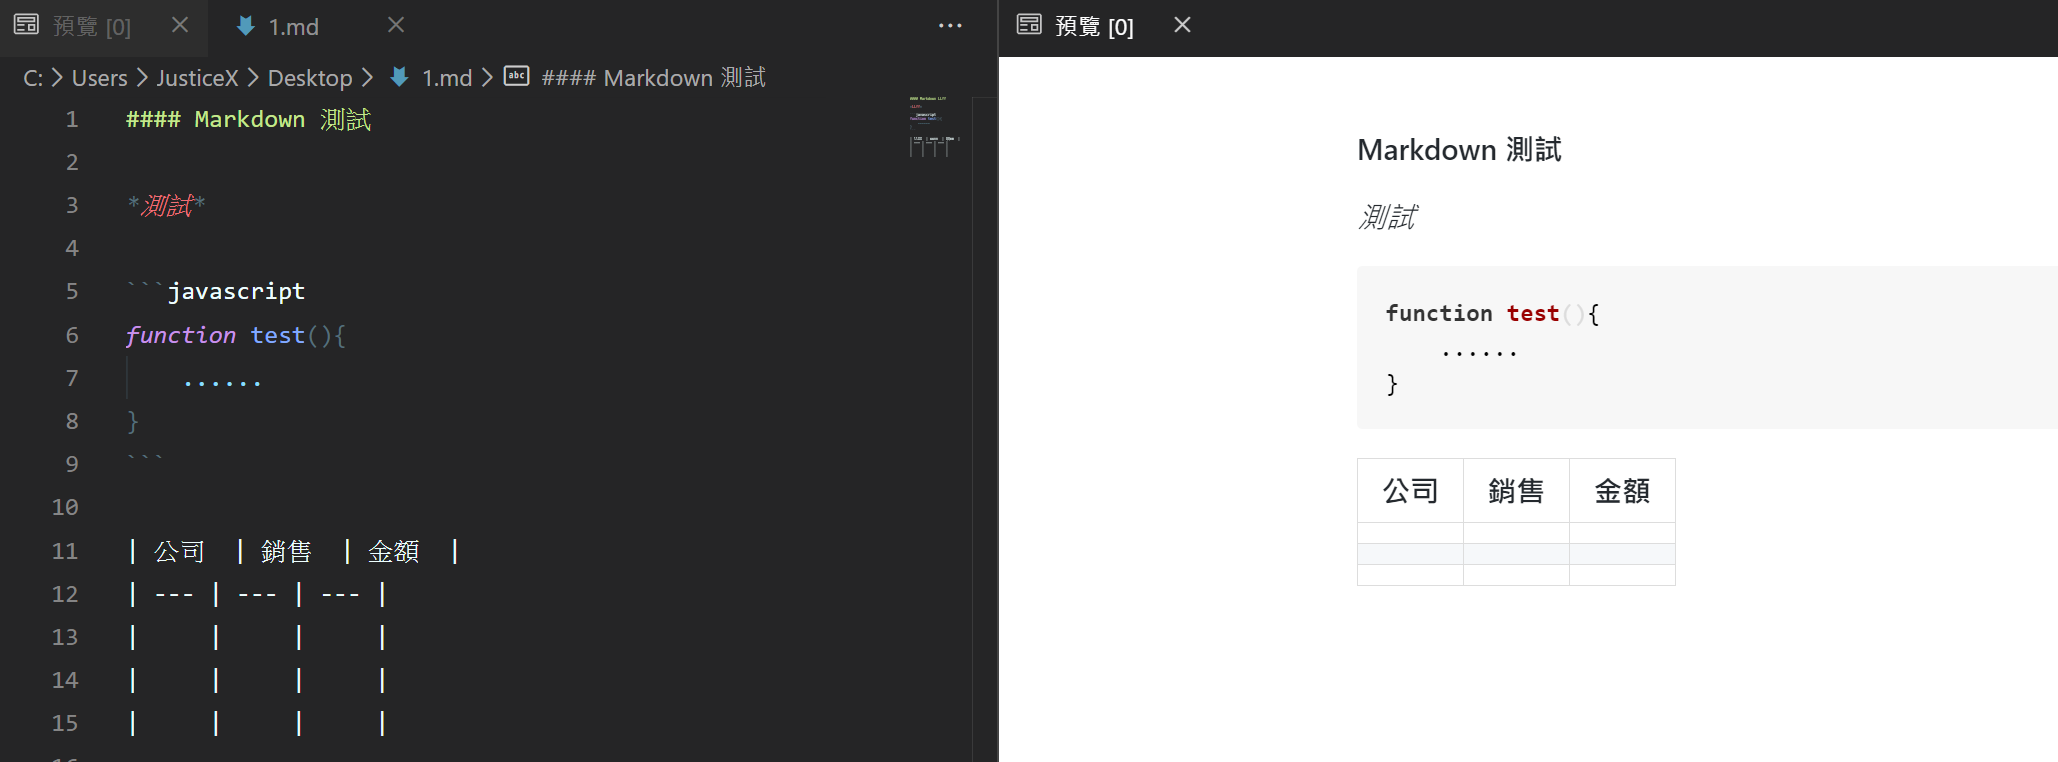 預覽 [0]
1.md
C: > Users > JusticeX > Desktop > 1.md > abc #### Markdown 測試
1 #### Markdown 測試
2
3 *測試*
4
5 ```javascript
6 function test(){
7 ......
8 }
9 ```
10
11 | 公司 | 銷售 | 金額 |
12 | --- | --- | --- |
13 | | | |
14 | | | |
15 | | | |
預覽 [0]
Markdown 測試
測試
function test(){
......
}
公司 銷售 金額